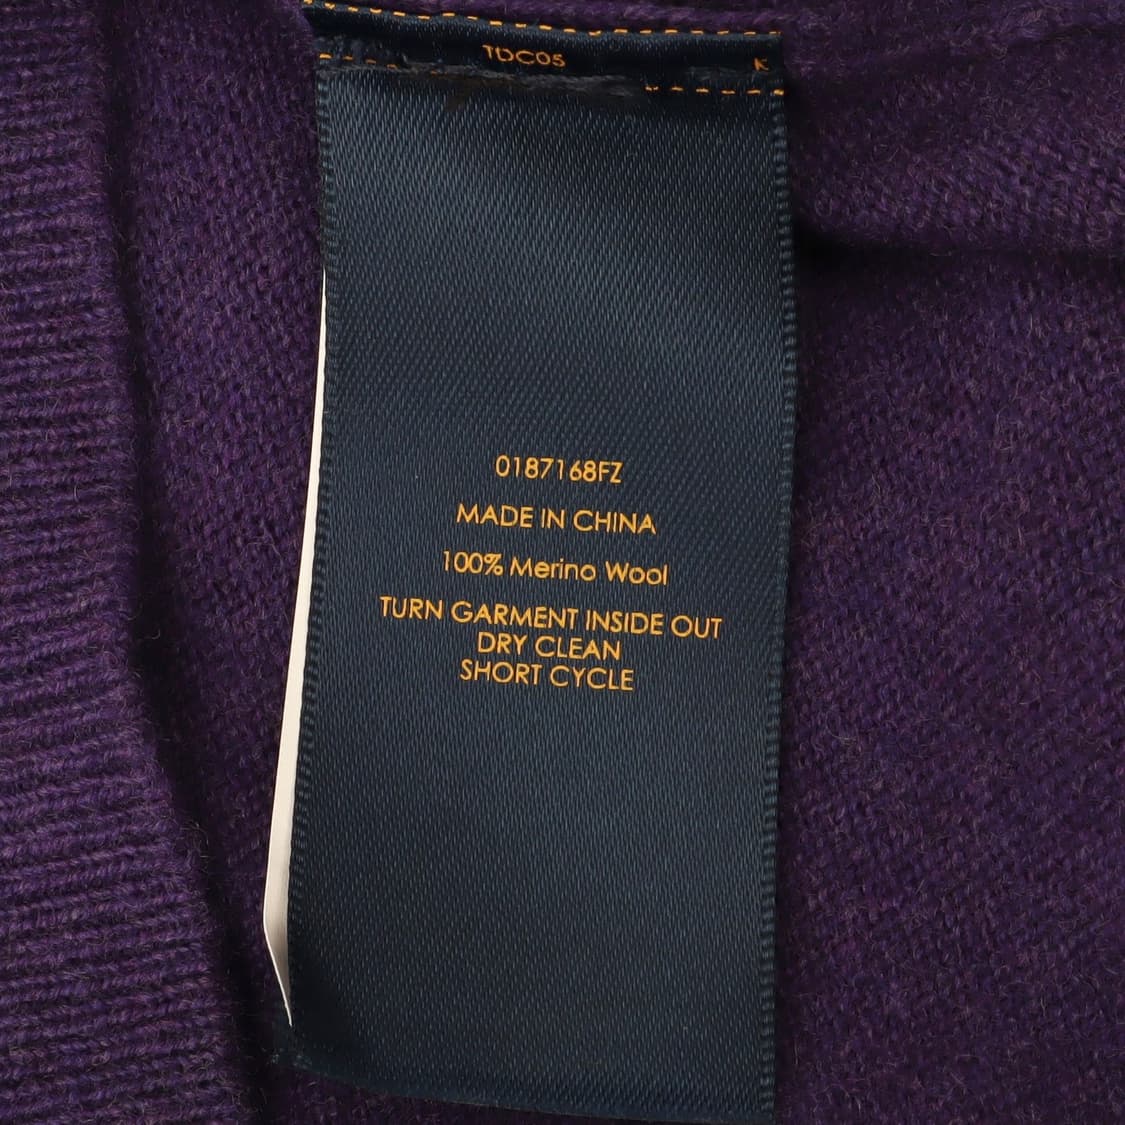 TDC05 K
0187168FZ
MADE IN CHINA
100% Merino Wool
TURN GARMENT INSIDE OUT
DRY CLEAN
SHORT CYCLE